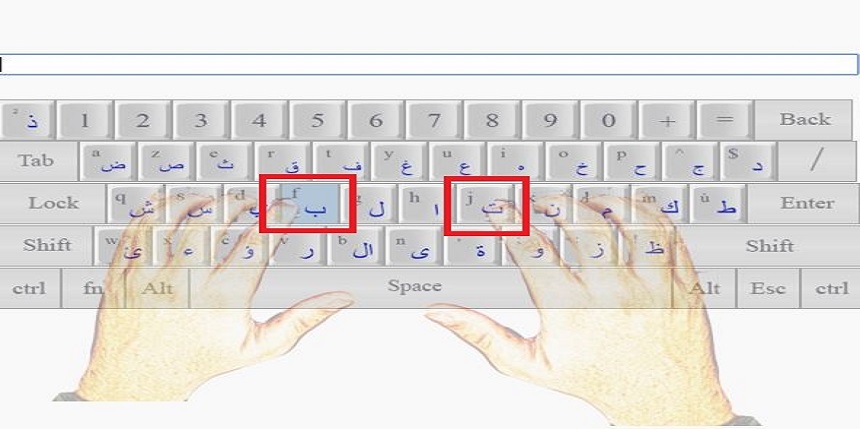 ² ذ 1 2 3 4 5 6 7 8 9 0 + = Back
Tab a ض z ص e ث r ق t ف y غ u ع i ه o خ p ح ^ ج $ د /
Lock q ش s س d ي f ب g ل h ا j ت ن م m ك ù ط Enter
Shift w ئ x ء c ؤ v ر b لا n ى ة و ز ! ظ Shift
ctrl fn Alt Space Alt Esc ctrl